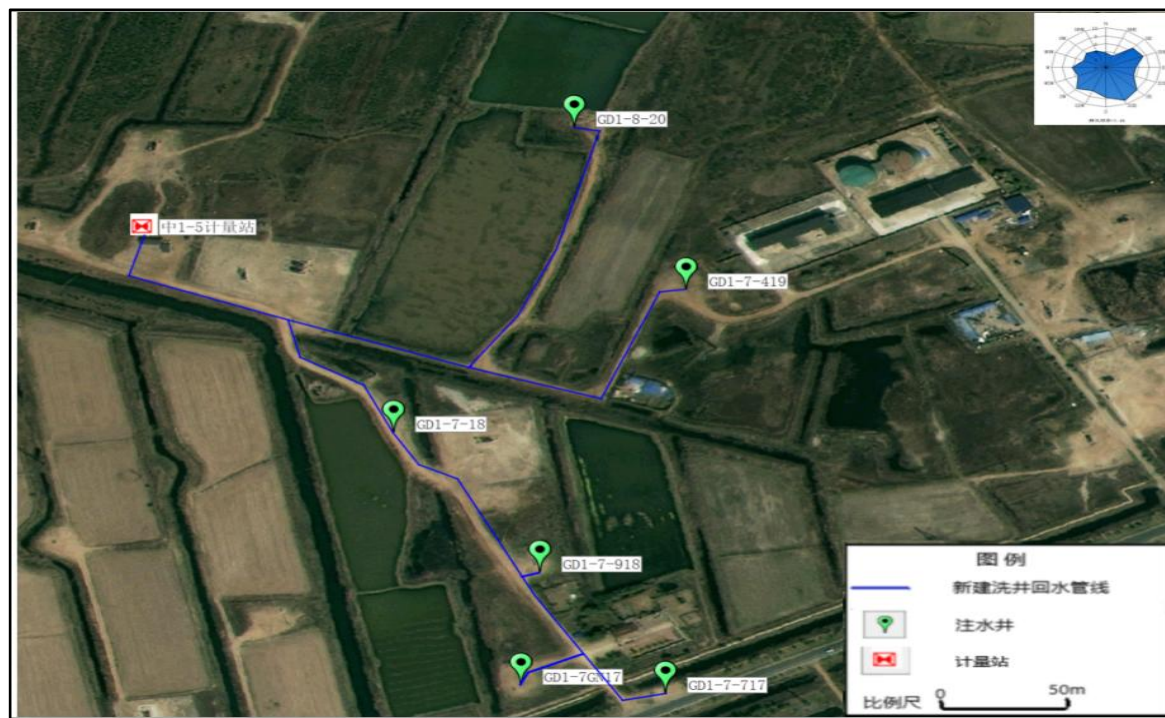 GD1-8-20
中1-5计量站
GD1-7-419
GD1-7-18
GD1-7-918
GD1-7GN17
GD1-7-717
图例
新建洗井回水管线
注水井
计量站
比例尺 0 50m